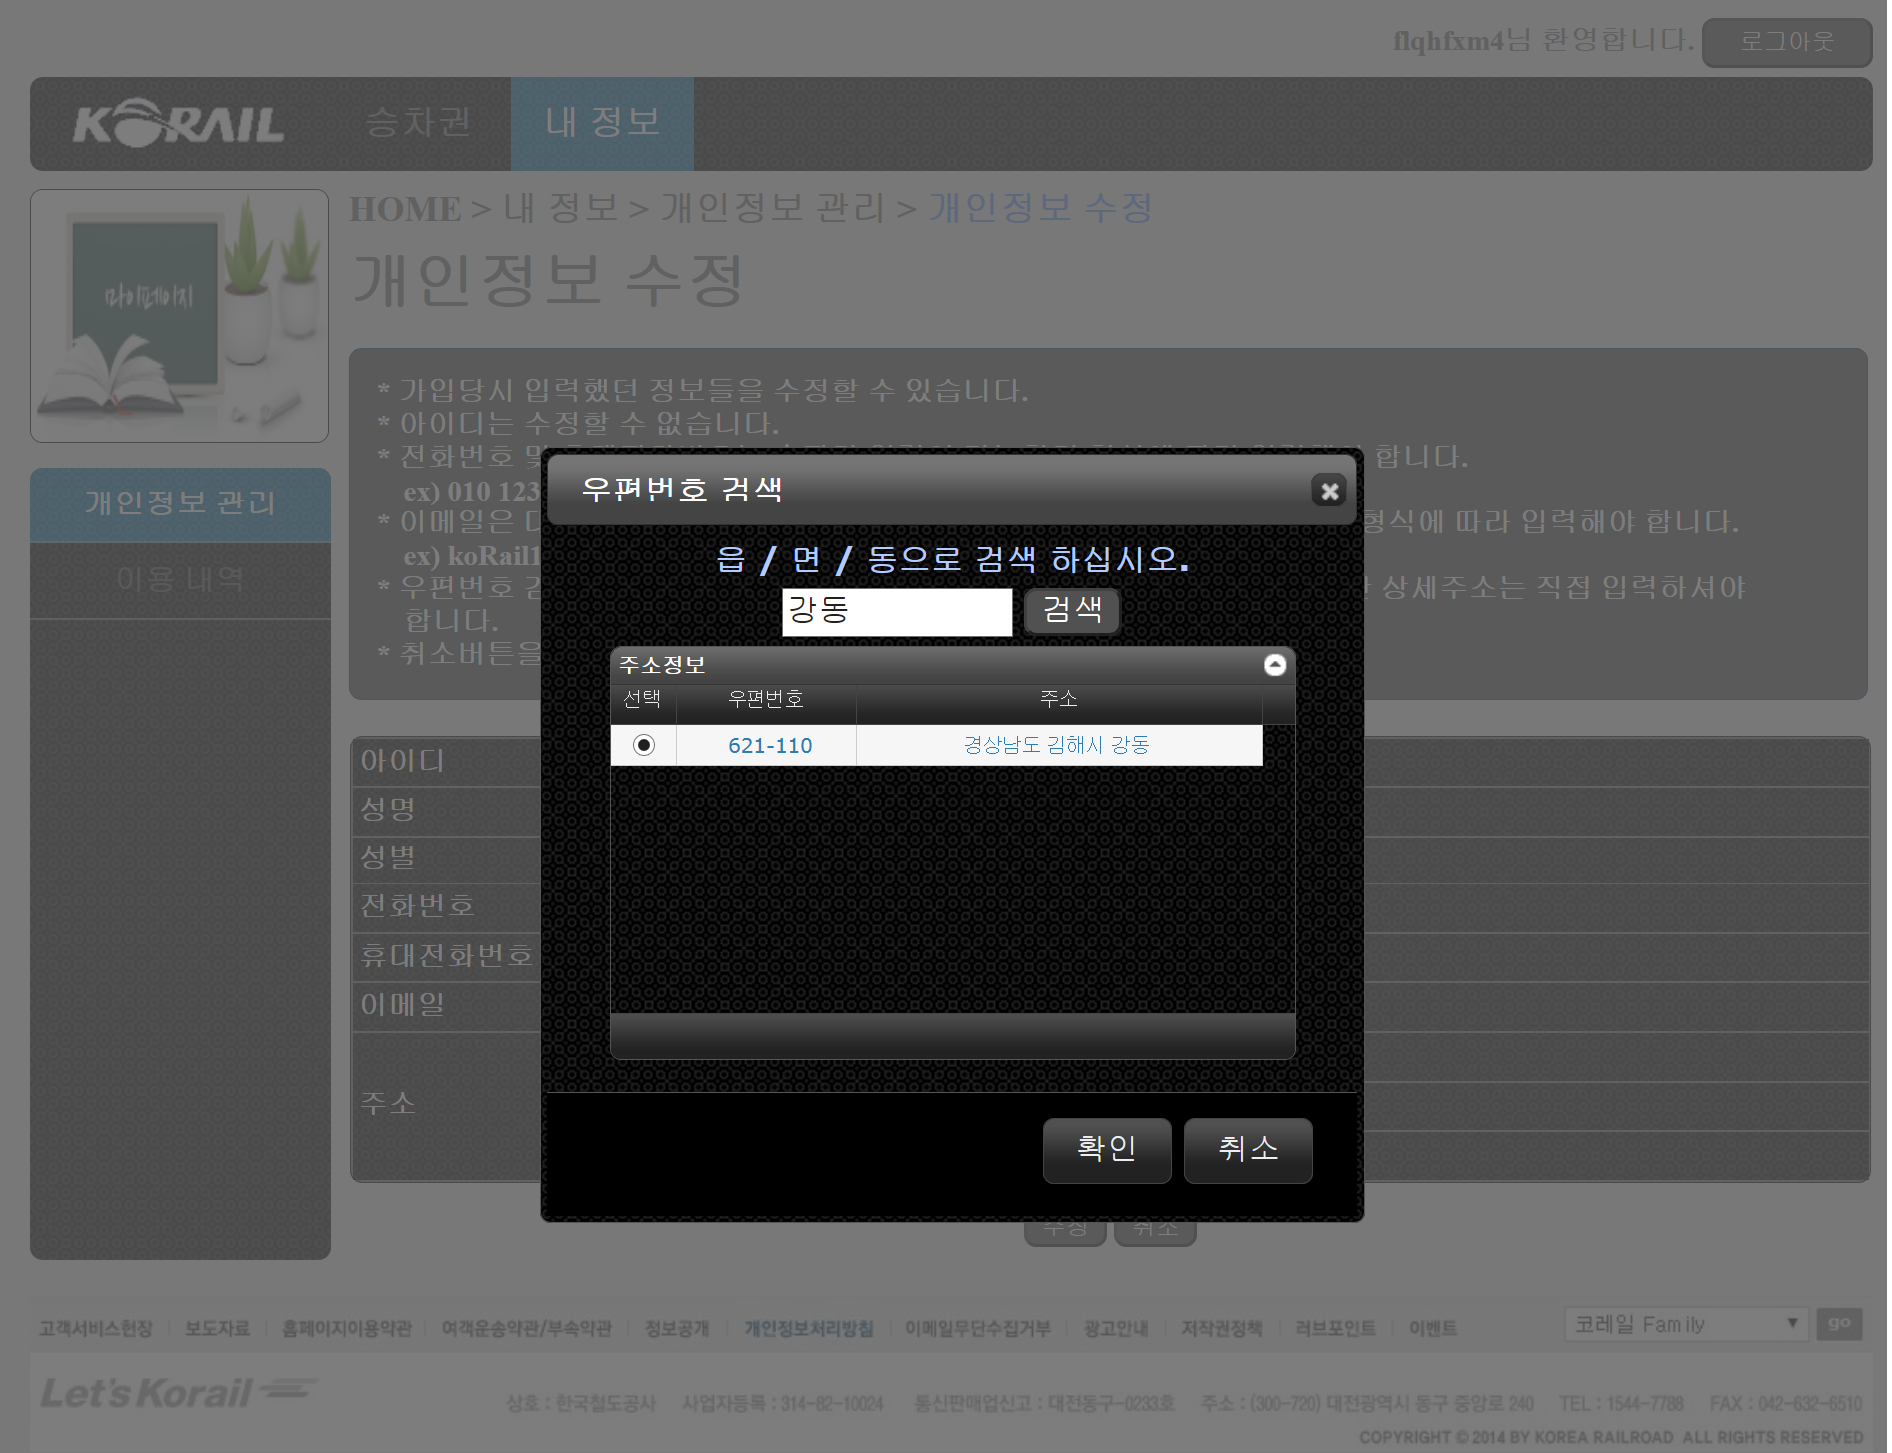 flqhfxm4님 환영합니다.
로그아웃
KORAIL
승차권
내 정보
마이페이지
HOME > 내 정보 > 개인정보 관리 > 개인정보 수정
개인정보 수정
개인정보 관리
이용 내역
* 가입당시 입력했던 정보들을 수정할 수 있습니다.
* 아이디는 수정할 수 없습니다.
* 전화번호 및
합니다.
ex) 010 123
* 이메일은
형식에 따라 입력해야 합니다.
ex) koRail1
* 우편번호
상세주소는 직접 입력하셔야
합니다.
* 취소버튼을
우편번호 검색
읍 / 면 / 동으로 검색 하십시오.
강동
검색
주소정보
선택 우편번호 주소
621-110 경상남도 김해시 강동
확인
취소
아이디
성명
성별
전화번호
휴대전화번호
이메일
주소
수정
취소
고객서비스헌장 보도자료 홈페이지이용약관 여객운송약관/부속약관 정보공개 개인정보처리방침 이메일무단수집거부 광고안내 저작권정책 러브포인트 이벤트
코레일 Family
go
Let's Korail
상호 : 한국철도공사 사업자등록 : 314-82-10024 통신판매업신고 : 대전동구-0233호 주소 : (300-720) 대전광역시 동구 중앙로 240 TEL : 1544-7788 FAX : 042-632-6510
COPYRIGHT © 2014 BY KOREA RAILROAD ALL RIGHTS RESERVED